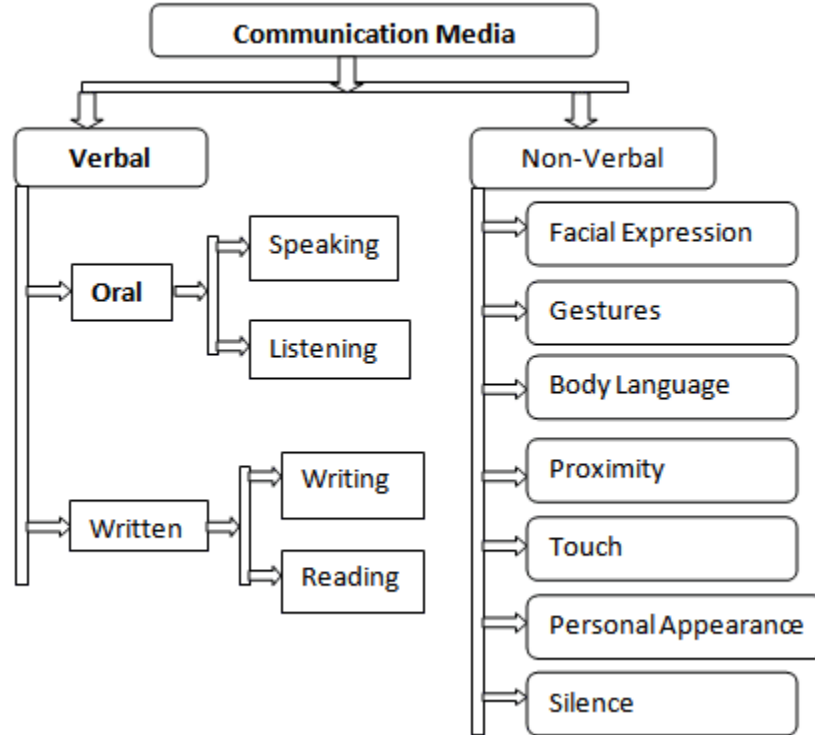 Communication Media
Verbal
Non-Verbal
Oral
Speaking
Listening
Written
Writing
Reading
Facial Expression
Gestures
Body Language
Proximity
Touch
Personal Appearance
Silence